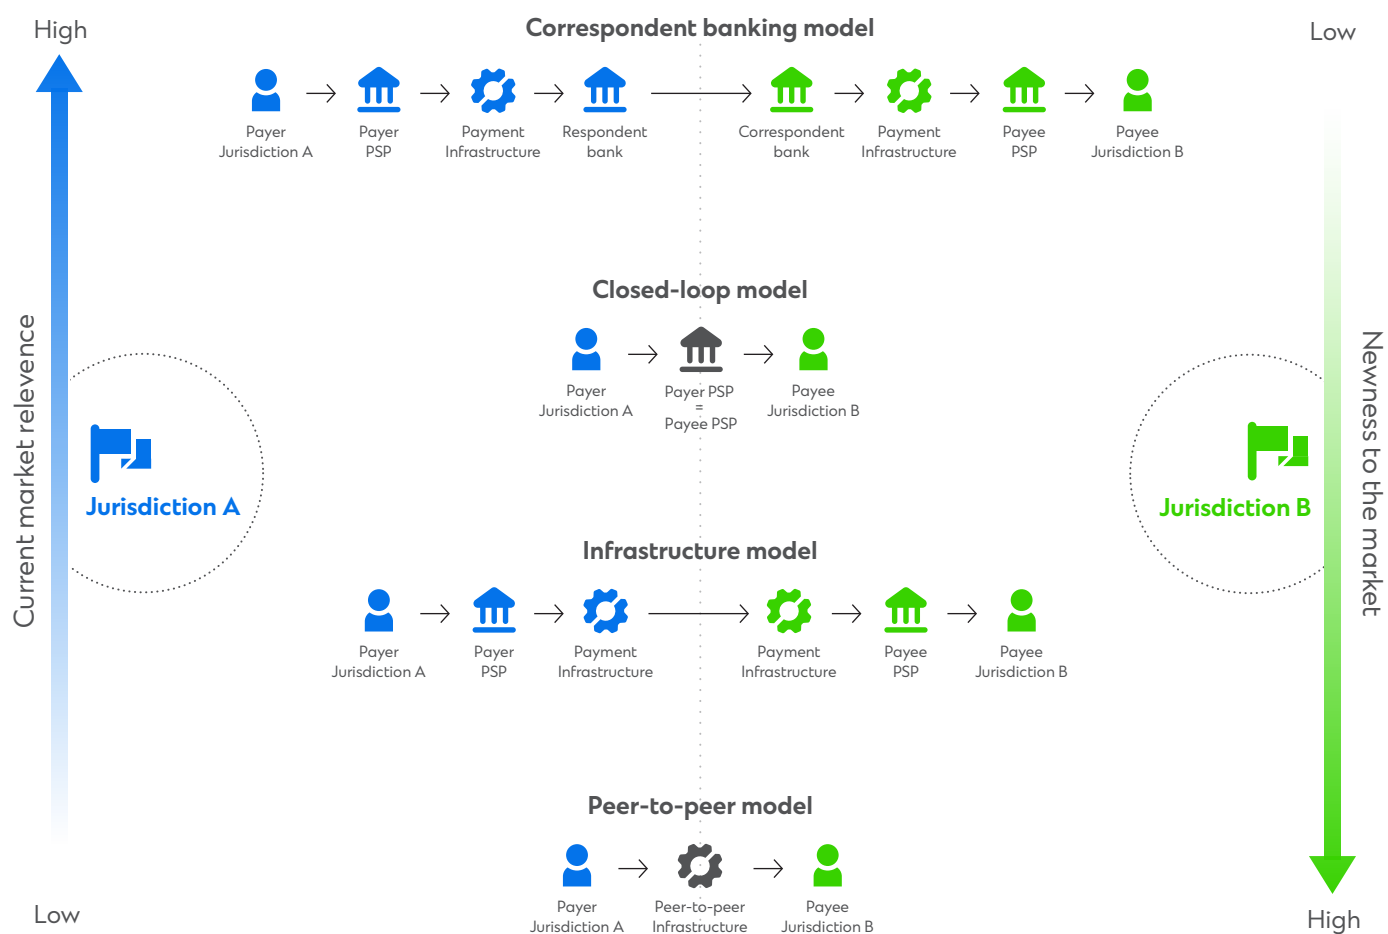 High
Correspondent banking model
Low
Payer
Jurisdiction A
Payer
PSP
Payment
Infrastructure
Respondent
bank
Correspondent
bank
Payment
Infrastructure
Payee
PSP
Payee
Jurisdiction B
Closed-loop model
Payer
Jurisdiction A
Payer PSP
=
Payee PSP
Payee
Jurisdiction B
Current market relevence
Jurisdiction A
Jurisdiction B
Newness to the market
Infrastructure model
Payer
Jurisdiction A
Payer
PSP
Payment
Infrastructure
Payment
Infrastructure
Payee
PSP
Payee
Jurisdiction B
Peer-to-peer model
Payer
Jurisdiction A
Peer-to-peer
Infrastructure
Payee
Jurisdiction B
Low
High